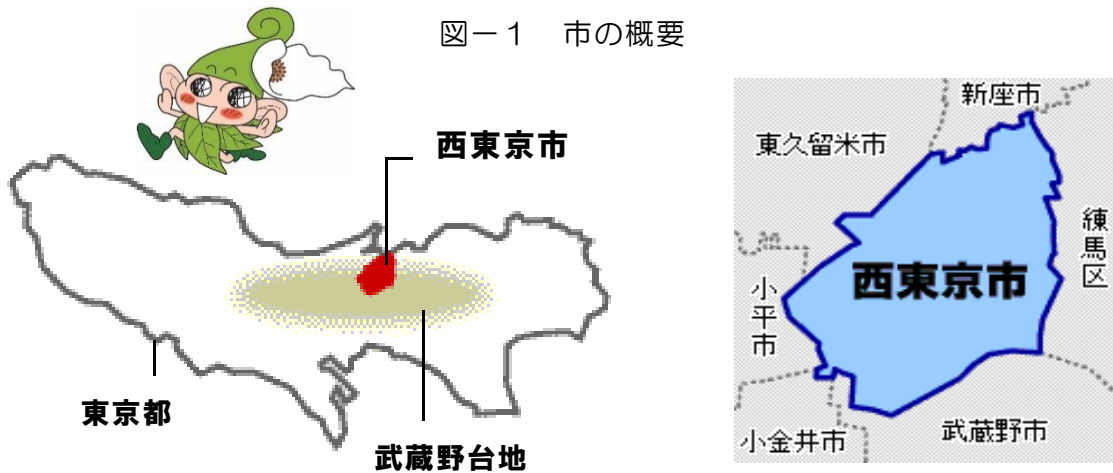 図－１　市の概要
西東京市
東京都
武蔵野台地
新座市
東久留米市
練馬区
西東京市
小平市
小金井市
武蔵野市